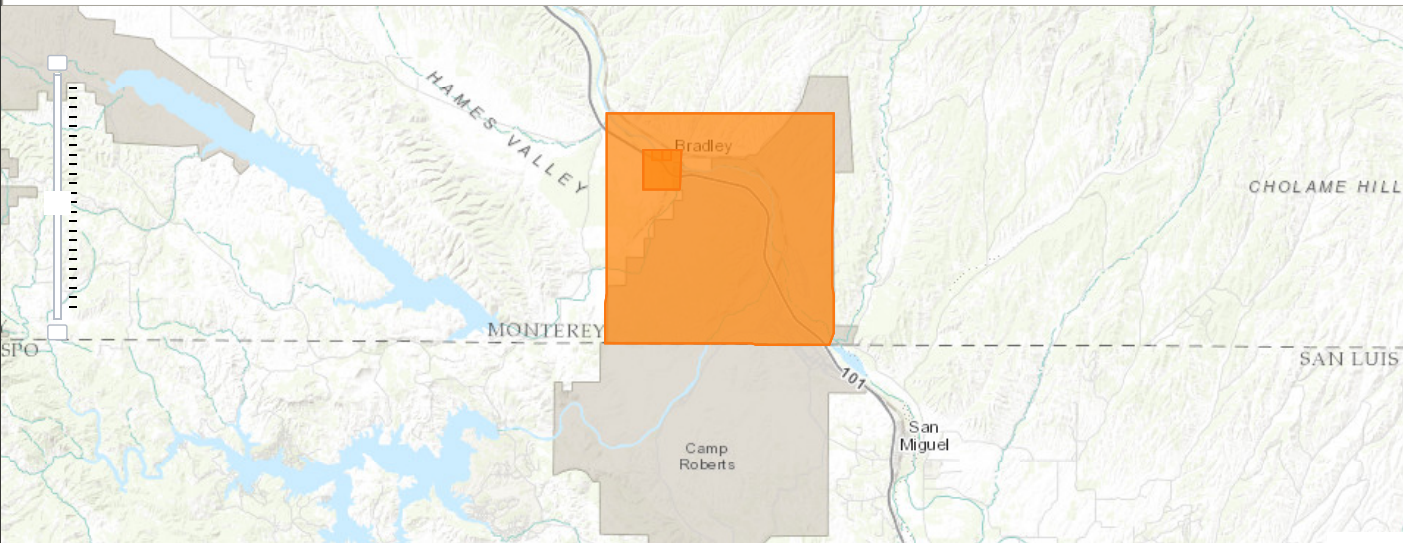 HAMES VALLEY
Bradley
CHOLAME HILL
MONTEREY
SPO
SAN LUIS
101
San
Miguel
Camp
Roberts